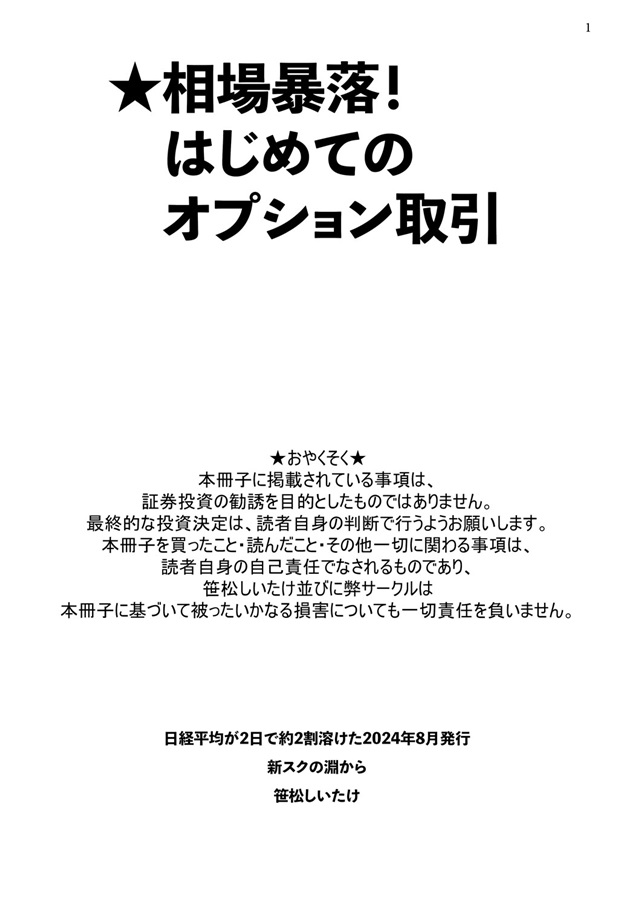 1
★相場暴落!
はじめての
オプション取引
★おやくそく★
本冊子に掲載されている事項は、
証券投資の勧誘を目的としたものではありません。
最終的な投資決定は、読者自身の判断で行うようお願いします。
本冊子を買ったこと・読んだこと・その他一切に関わる事項は、
読者自身の自己責任でなされるものであり、
笹松しいたけ並びに弊サークルは
本冊子に基づいて被ったいかなる損害についても一切責任を負いません。
日経平均が2日で約2割溶けた2024年8月発行
新スクの淵から
笹松しいたけ